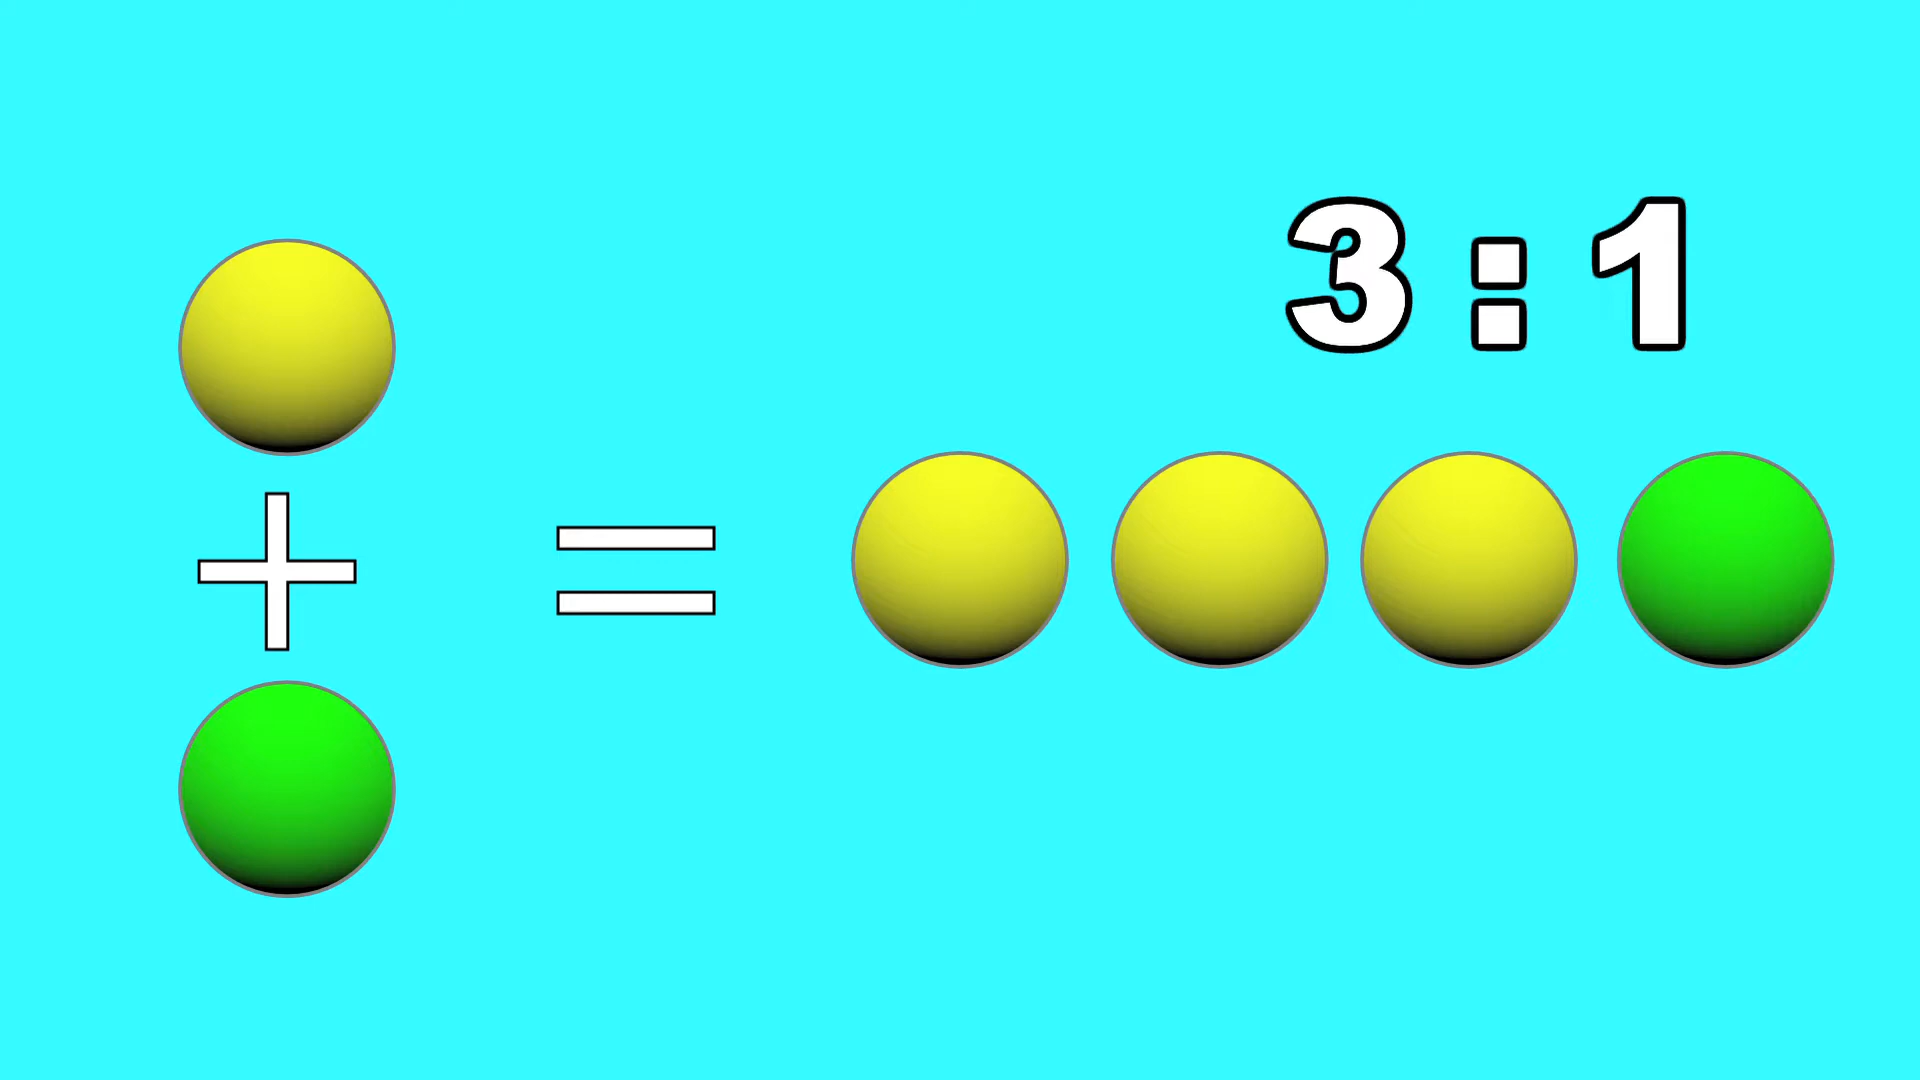 3:1
+ =